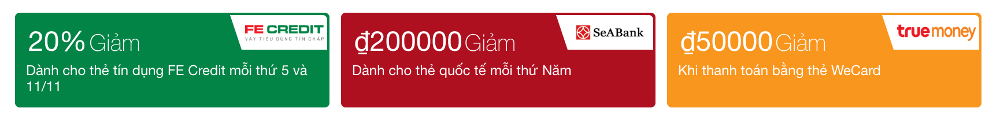 20% Giảm
FE CREDIT
VAY TIÊU DÙNG TÍN CHẤP
Dành cho thẻ tín dụng FE Credit mỗi thứ 5 và
11/11
₫200000 Giảm
SeABank
Dành cho thẻ quốc tế mỗi thứ Năm
₫50000 Giảm
truemoney
Khi thanh toán bằng thẻ WeCard